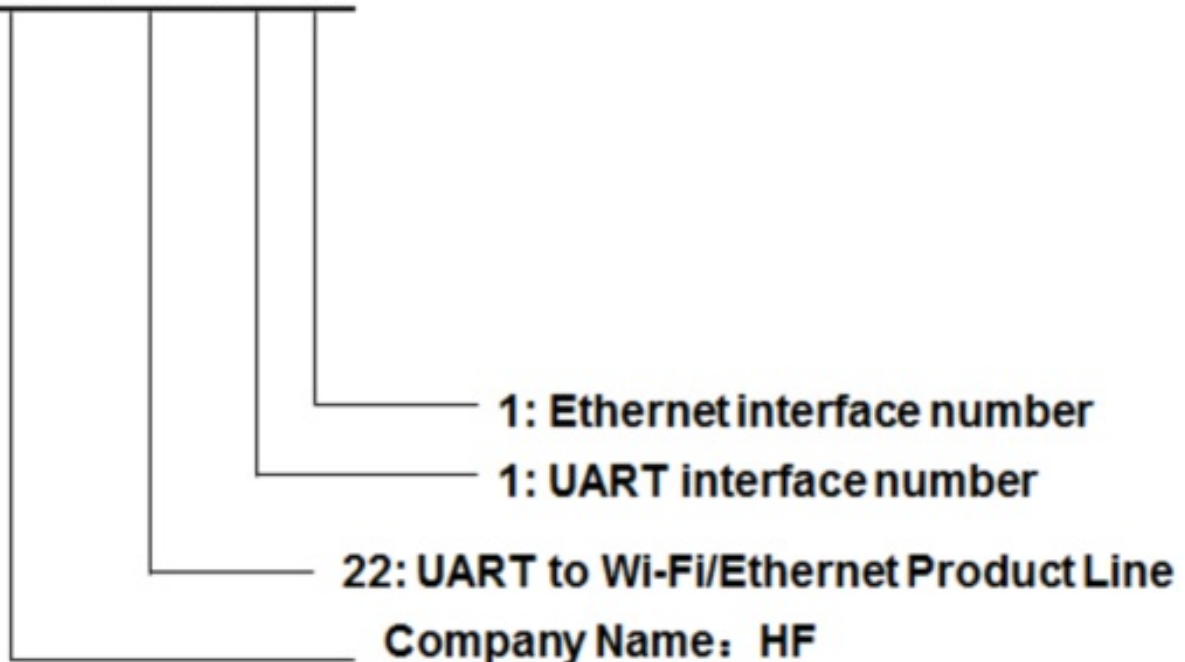 1: Ethernet interface number
1: UART interface number
22: UART to Wi-Fi/Ethernet Product Line
Company Name：HF